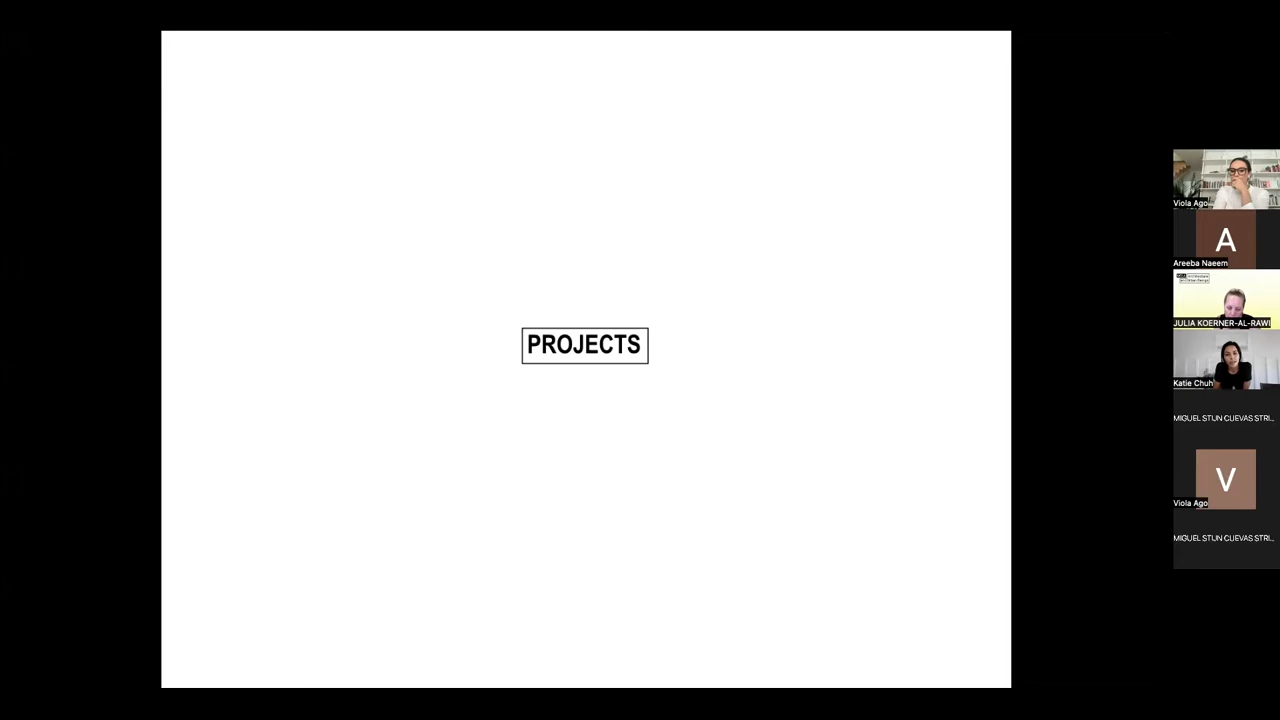 PROJECTS
Viola Ago
A
Areeba Naeem
JULIA KOERNER-AL-RAWI
Katie Chuh
MIGUEL STUN CUEVAS STRI...
V
Viola Ago
MIGUEL STUN CUEVAS STRI...